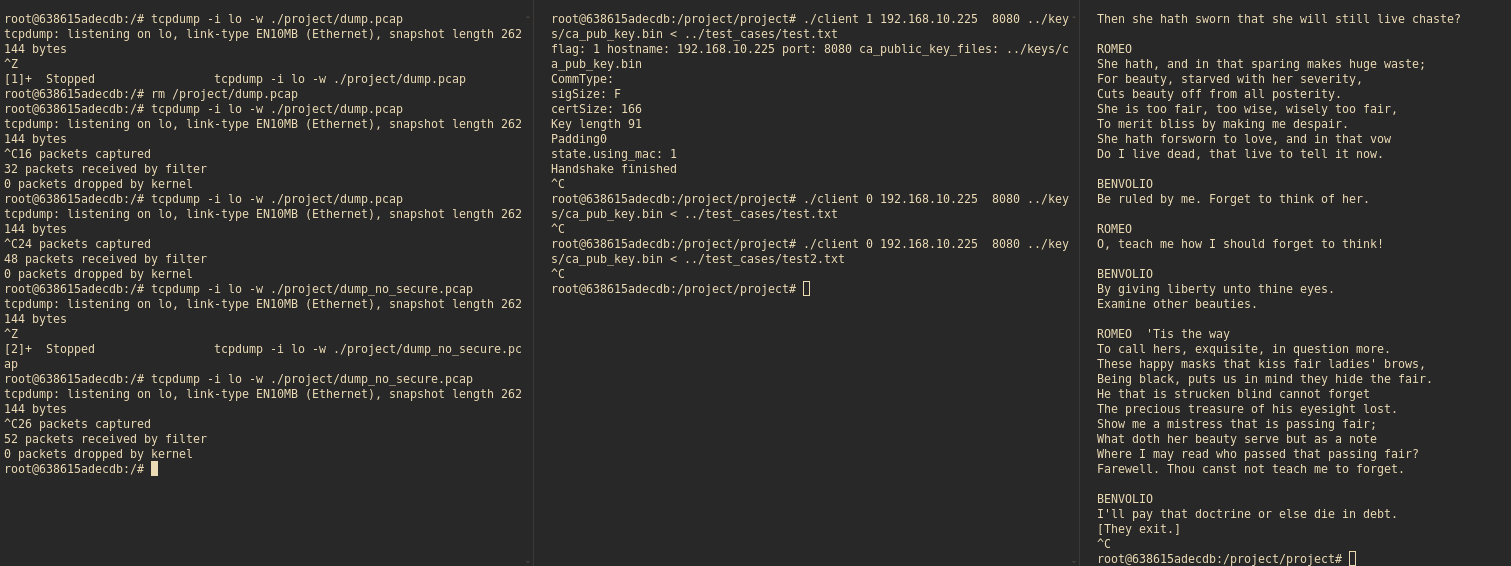 root@638615adecdb:/# tcpdump -i lo -w ./project/dump.pcap
tcpdump: listening on lo, link-type EN10MB (Ethernet), snapshot length 262
144 bytes
^Z
[1]+  Stopped                 tcpdump -i lo -w ./project/dump.pcap
root@638615adecdb:/# rm /project/dump.pcap
root@638615adecdb:/# tcpdump -i lo -w ./project/dump.pcap
tcpdump: listening on lo, link-type EN10MB (Ethernet), snapshot length 262
144 bytes
^C16 packets captured
32 packets received by filter
0 packets dropped by kernel
root@638615adecdb:/# tcpdump -i lo -w ./project/dump.pcap
tcpdump: listening on lo, link-type EN10MB (Ethernet), snapshot length 262
144 bytes
^C24 packets captured
48 packets received by filter
0 packets dropped by kernel
root@638615adecdb:/# tcpdump -i lo -w ./project/dump_no_secure.pcap
tcpdump: listening on lo, link-type EN10MB (Ethernet), snapshot length 262
144 bytes
^Z
[2]+  Stopped                 tcpdump -i lo -w ./project/dump_no_secure.pc
ap
root@638615adecdb:/# tcpdump -i lo -w ./project/dump_no_secure.pcap
tcpdump: listening on lo, link-type EN10MB (Ethernet), snapshot length 262
144 bytes
^C26 packets captured
52 packets received by filter
0 packets dropped by kernel
root@638615adecdb:/#
root@638615adecdb:/project/project# ./client 1 192.168.10.225  8080 ../key
s/ca_pub_key.bin < ../test_cases/test.txt
flag: 1 hostname: 192.168.10.225 port: 8080 ca_public_key_files: ../keys/c
a_pub_key.bin
CommType:
sigSize: F
certSize: 166
Key length 91
Padding0
state.using_mac: 1
Handshake finished
^C
root@638615adecdb:/project/project# ./client 0 192.168.10.225  8080 ../key
s/ca_pub_key.bin < ../test_cases/test.txt
^C
root@638615adecdb:/project/project# ./client 0 192.168.10.225  8080 ../key
s/ca_pub_key.bin < ../test_cases/test2.txt
^C
root@638615adecdb:/project/project#
Then she hath sworn that she will still live chaste?

ROMEO
She hath, and in that sparing makes huge waste;
For beauty, starved with her severity,
Cuts beauty off from all posterity.
She is too fair, too wise, wisely too fair,
To merit bliss by making me despair.
She hath forsworn to love, and in that vow
Do I live dead, that live to tell it now.

BENVOLIO
Be ruled by me. Forget to think of her.

ROMEO
O, teach me how I should forget to think!

BENVOLIO
By giving liberty unto thine eyes.
Examine other beauties.

ROMEO  'Tis the way
To call hers, exquisite, in question more.
These happy masks that kiss fair ladies' brows,
Being black, puts us in mind they hide the fair.
He that is strucken blind cannot forget
The precious treasure of his eyesight lost.
Show me a mistress that is passing fair;
What doth her beauty serve but as a note
Where I may read who passed that passing fair?
Farewell. Thou canst not teach me to forget.

BENVOLIO
I'll pay that doctrine or else die in debt.
[They exit.]
^C
root@638615adecdb:/project/project#